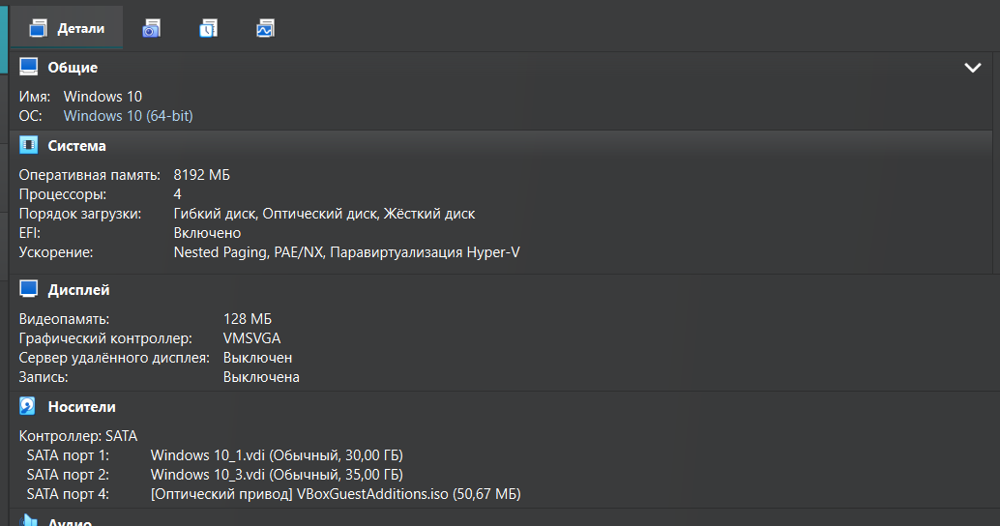 Детали
Общие
Имя: Windows 10
ОС: Windows 10 (64-bit)
Система
Оперативная память: 8192 МБ
Процессоры: 4
Порядок загрузки: Гибкий диск, Оптический диск, Жёсткий диск
EFI: Включено
Ускорение: Nested Paging, PAE/NX, Паравиртуализация Hyper-V
Дисплей
Видеопамять: 128 МБ
Графический контроллер: VMSVGA
Сервер удалённого дисплея: Выключен
Запись: Выключена
Носители
Контроллер: SATA
SATA порт 1: Windows 10_1.vdi (Обычный, 30,00 ГБ)
SATA порт 2: Windows 10_3.vdi (Обычный, 35,00 ГБ)
SATA порт 4: [Оптический привод] VBoxGuestAdditions.iso (50,67 МБ)
Аудио